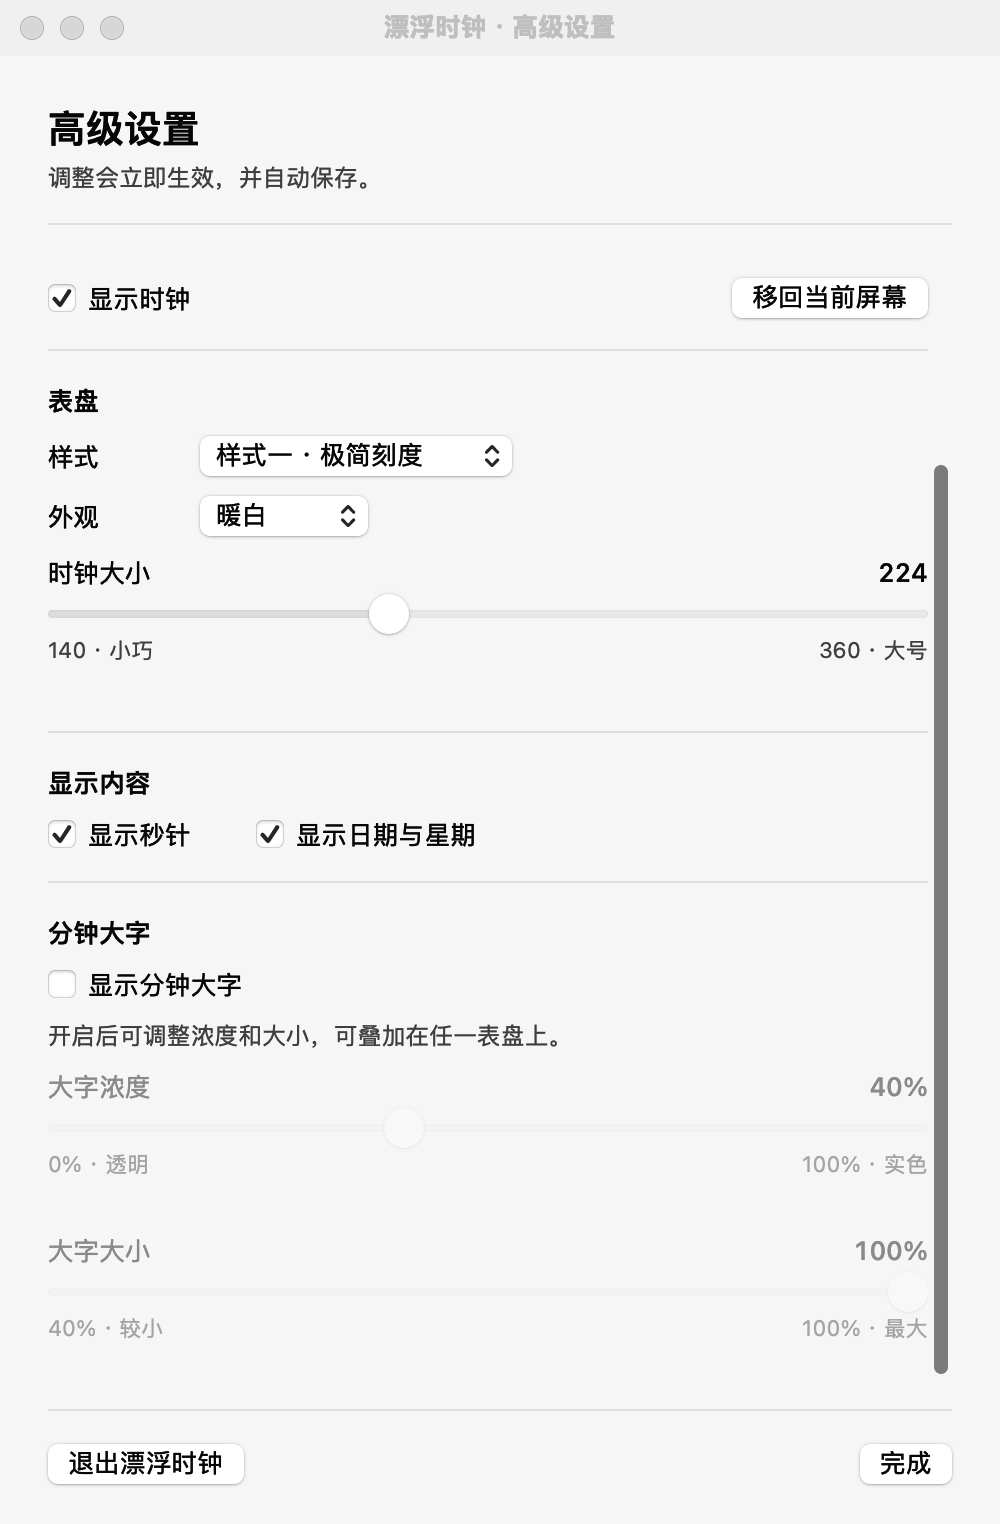 漂浮时钟 · 高级设置
高级设置
调整会立即生效，并自动保存。
显示时钟
移回当前屏幕
表盘
样式
样式一 · 极简刻度
外观
暖白
时钟大小
224
140 · 小巧
360 · 大号
显示内容
显示秒针
显示日期与星期
分钟大字
显示分钟大字
开启后可调整浓度和大小，可叠加在任一表盘上。
大字浓度
40%
0% · 透明
100% · 实色
大字大小
100%
40% · 较小
100% · 最大
退出漂浮时钟
完成